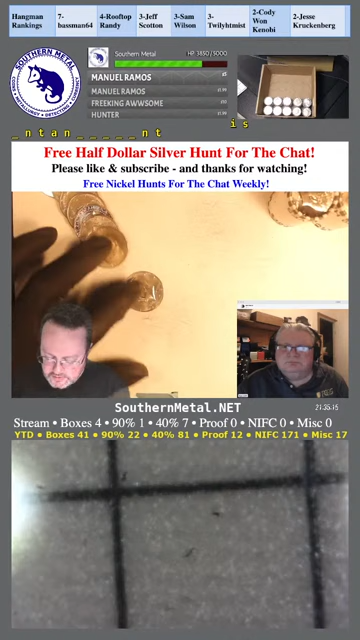 Hangman Rankings
7-bassman64
4-Rooftop Randy
3-Jeff Scotton
3-Sam Wilson
3-Twilyhtmist
2-Cody Won Kenobi
2-Jesse Kruckenberg
SOUTHERN METAL
Southern Metal HP: 3850/5000
MANUEL RAMOS
MANUEL RAMOS
FREEKING AWWSOME
HUNTER
_ntan_____nt
is
Free Half Dollar Silver Hunt For The Chat!
Please like & subscribe - and thanks for watching!
Free Nickel Hunts For The Chat Weekly!
SouthernMetal.NET
Stream • Boxes 4 • 90% 1 • 40% 7 • Proof 0 • NIFC 0 • Misc 0
YTD • Boxes 41 • 90% 22 • 40% 81 • Proof 12 • NIFC 171 • Misc 17